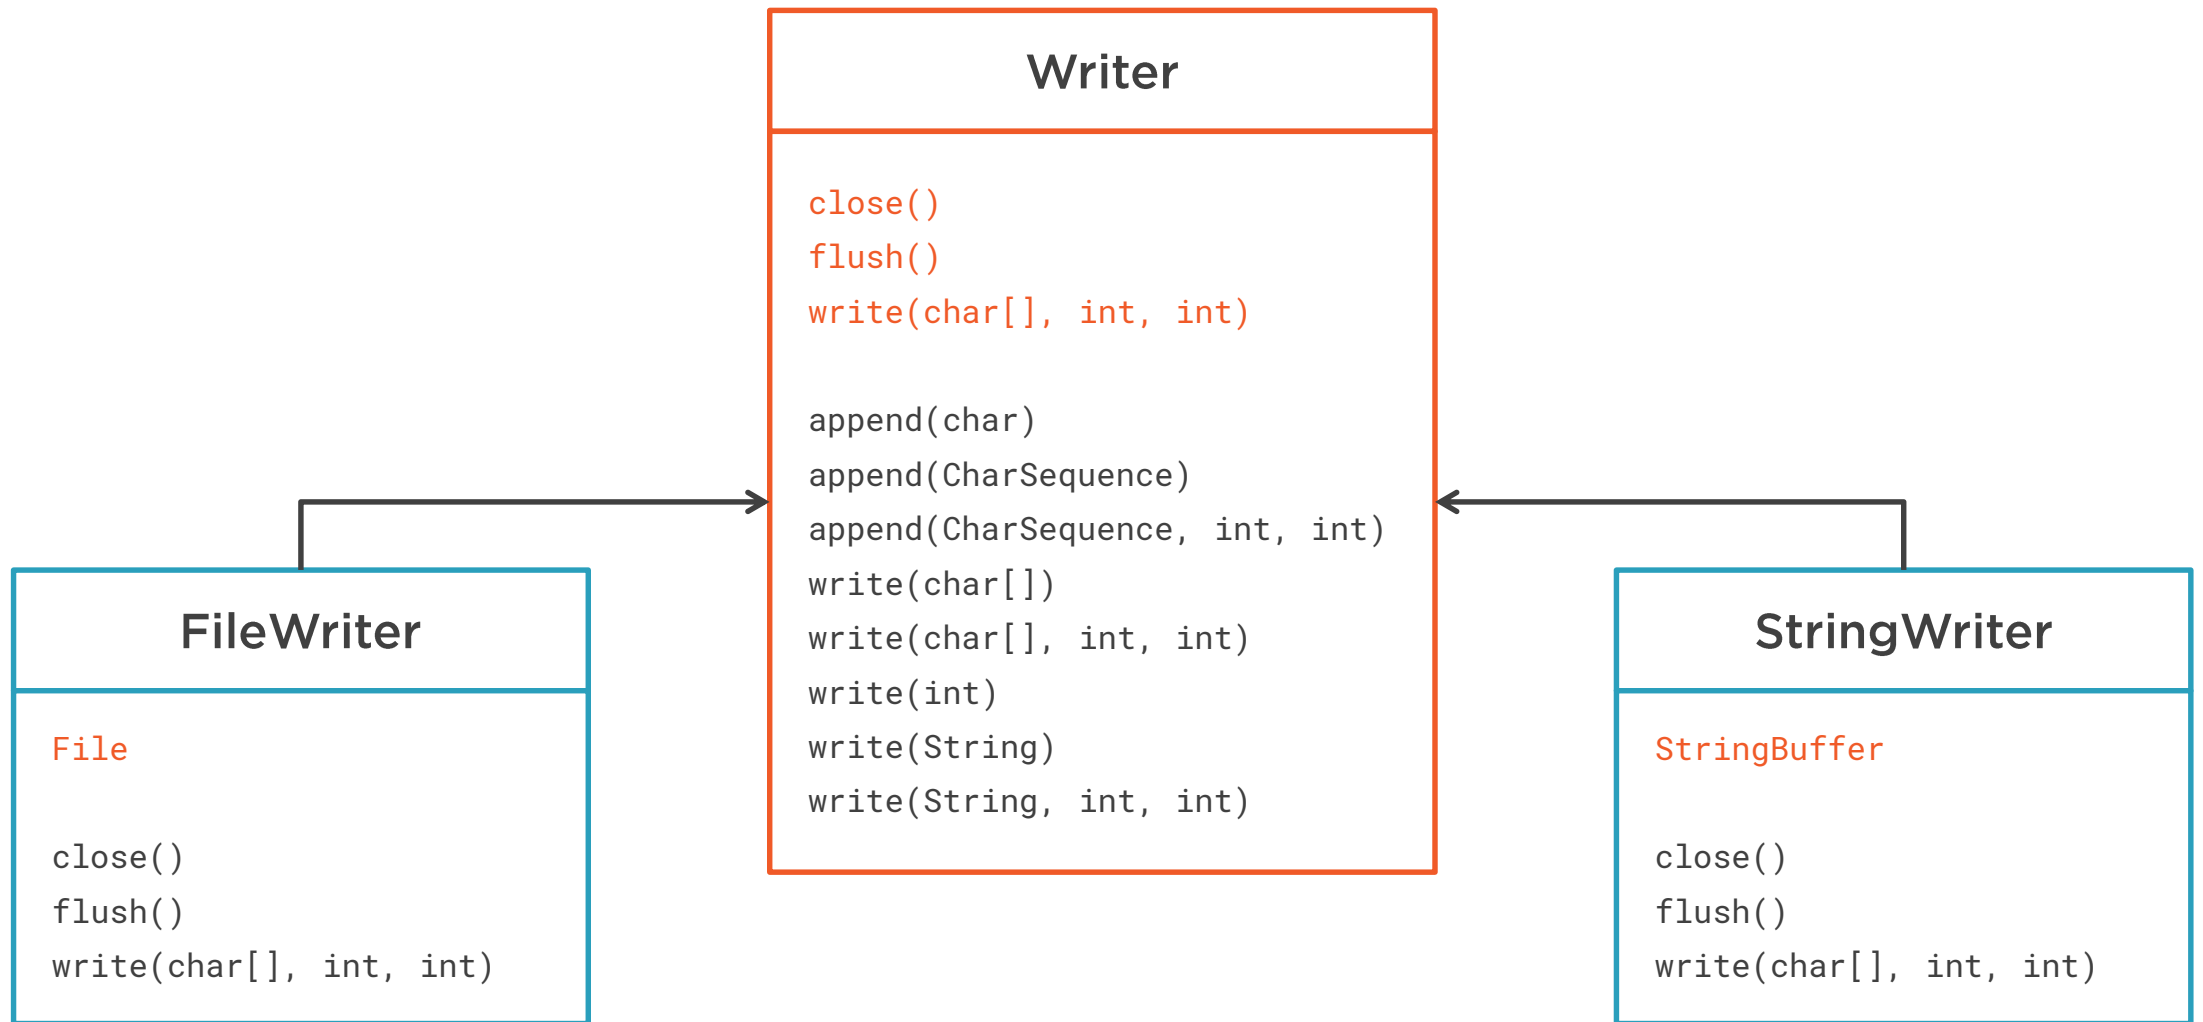 Writer
close()
flush()
write(char[], int, int)
append(char)
append(CharSequence)
append(CharSequence, int, int)
write(char[])
write(char[], int, int)
write(int)
write(String)
write(String, int, int)
FileWriter
File
close()
flush()
write(char[], int, int)
StringWriter
StringBuffer
close()
flush()
write(char[], int, int)